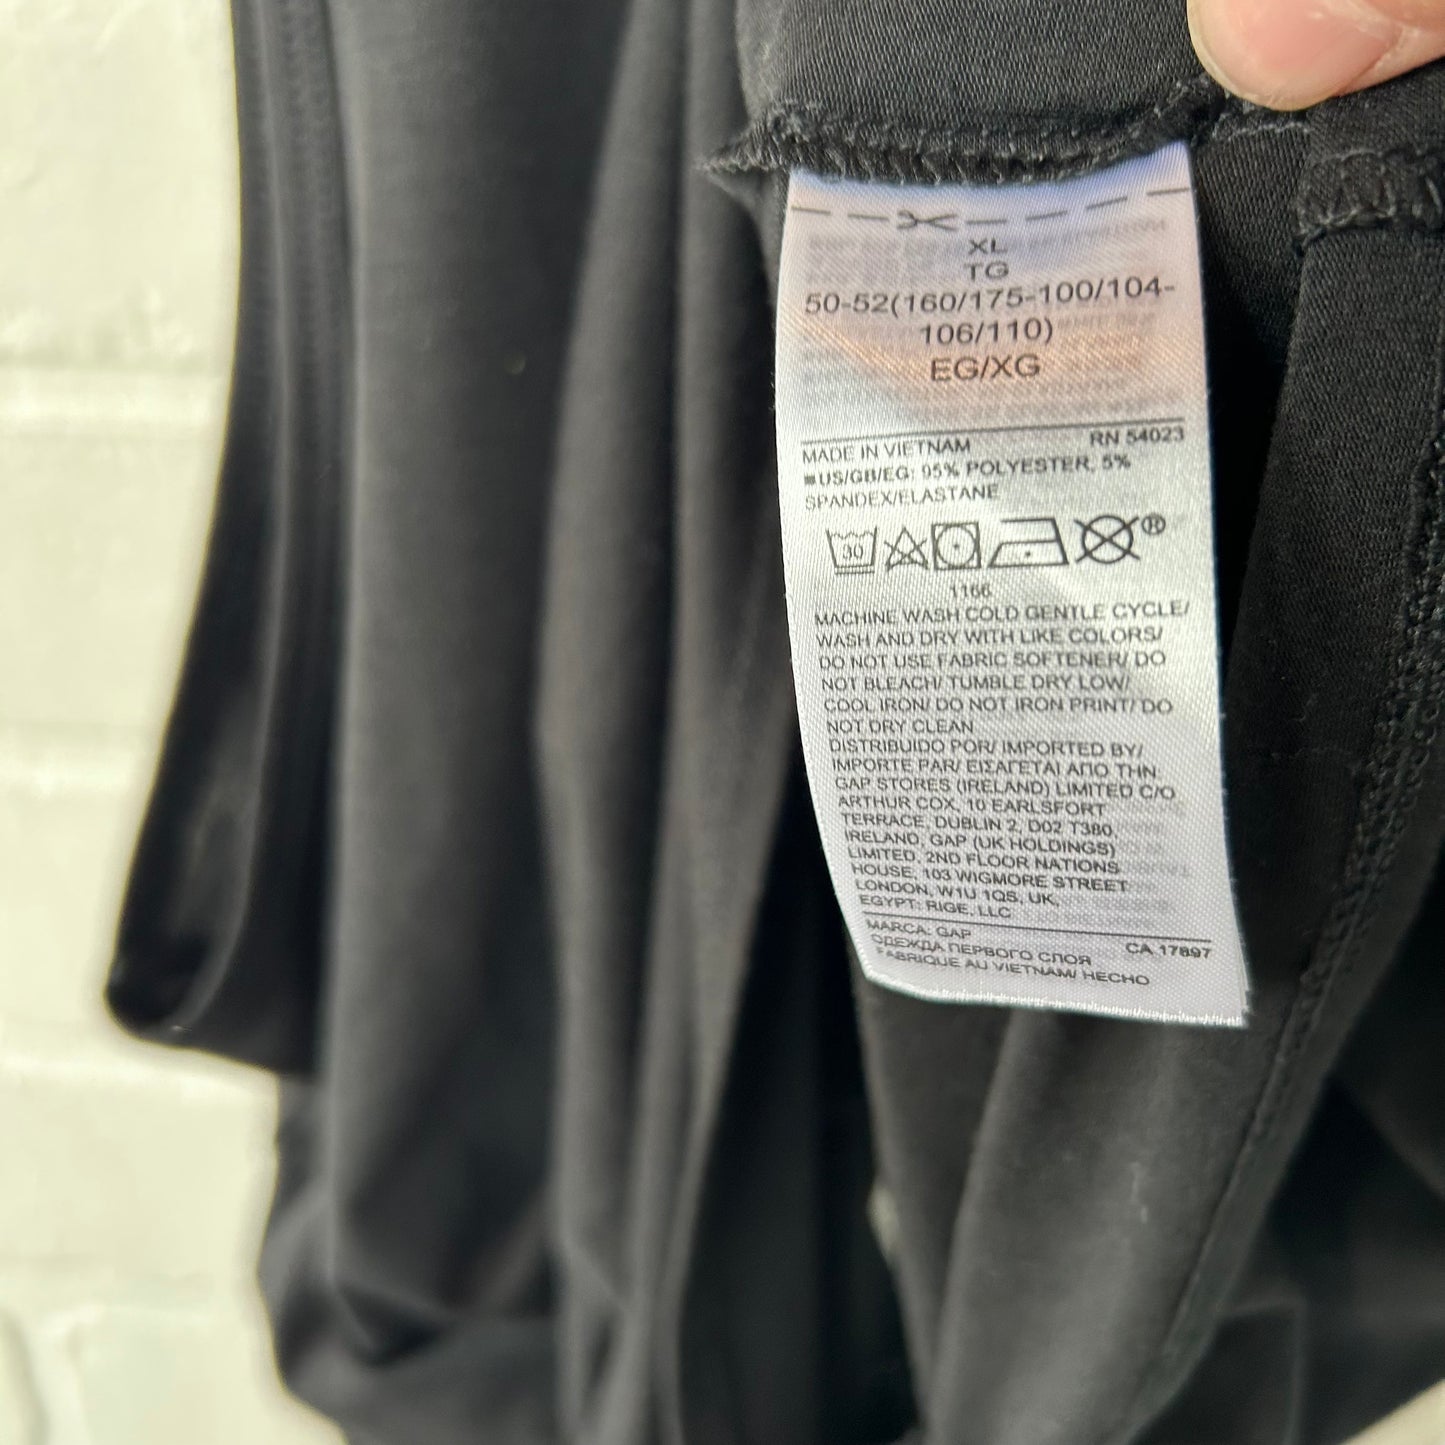 XL
TG
50-52(160/175-100/104-
106/110)
EG/XG
MADE IN VIETNAM RN 54023
US/GB/EG: 95% POLYESTER, 5%
SPANDEX/ELASTANE
30
®
1166
MACHINE WASH COLD GENTLE CYCLE/
WASH AND DRY WITH LIKE COLORS/
DO NOT USE FABRIC SOFTENER/ DO
NOT BLEACH/ TUMBLE DRY LOW/
COOL IRON/ DO NOT IRON PRINT/ DO
NOT DRY CLEAN
DISTRIBUIDO POR/ IMPORTED BY/
IMPORTE PAR/ ΕΙΣΑΓΕΤΑΙ ΑΠΟ ΤΗΝ:
GAP STORES (IRELAND) LIMITED C/O
ARTHUR COX, 10 EARLSFORT
TERRACE, DUBLIN 2, D02 T380,
IRELAND, GAP (UK HOLDINGS)
LIMITED, 2ND FLOOR NATIONS
HOUSE, 103 WIGMORE STREET
LONDON, W1U 1QS, UK,
EGYPT: RIGE, LLC
MARCA: GAP
ОДЕЖДА ПЕРВОГО СЛОЯ CA 17897
FABRIQUE AU VIETNAM/ HECHO